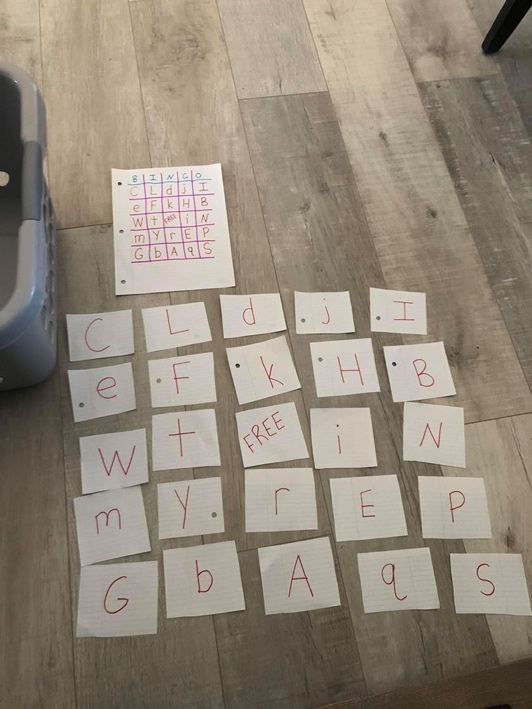 B I N G O
C L d j I
e F k H B
W t FREE i N
m Y r E P
G b A q S
C L d j I
e F k H B
W t FREE i N
m y r E P
G b A q S